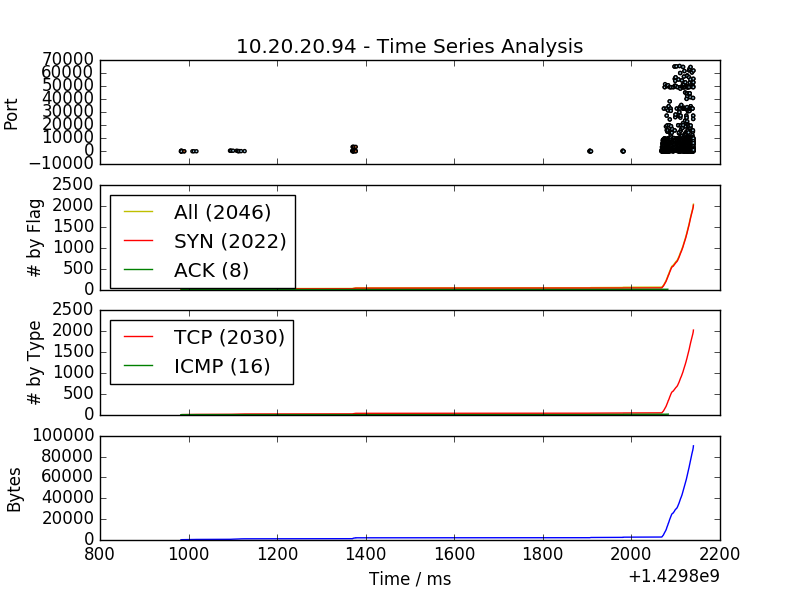 10.20.20.94 - Time Series Analysis
70000
60000
50000
40000
30000
20000
10000
0
−10000
Port
2500
2000
1500
1000
500
0
# by Flag
All (2046)
SYN (2022)
ACK (8)
2500
2000
1500
1000
500
0
# by Type
TCP (2030)
ICMP (16)
100000
80000
60000
40000
20000
0
Bytes
800 1000 1200 1400 1600 1800 2000 2200
Time / ms
+1.4298e9